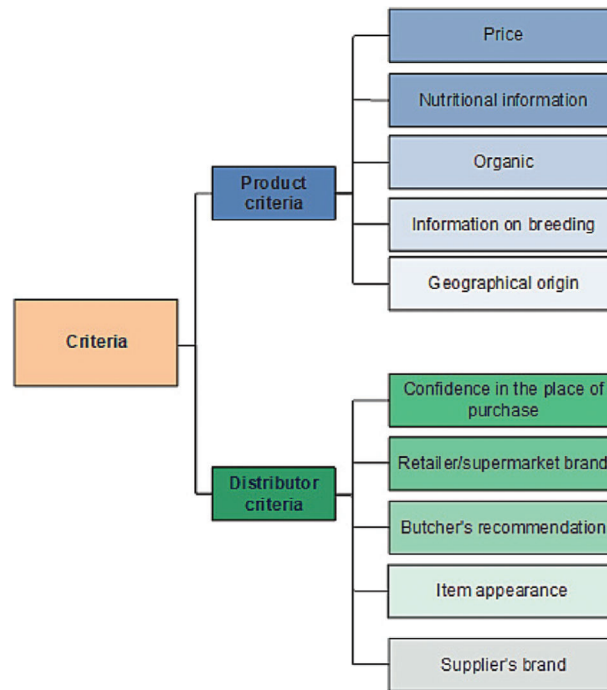 Price
Nutritional information
Organic
Product
criteria
Information on breeding
Geographical origin
Criteria
Confidence in the place of
purchase
Retailer/supermarket brand
Distributor
criteria
Butcher's recommendation
Item appearance
Supplier's brand